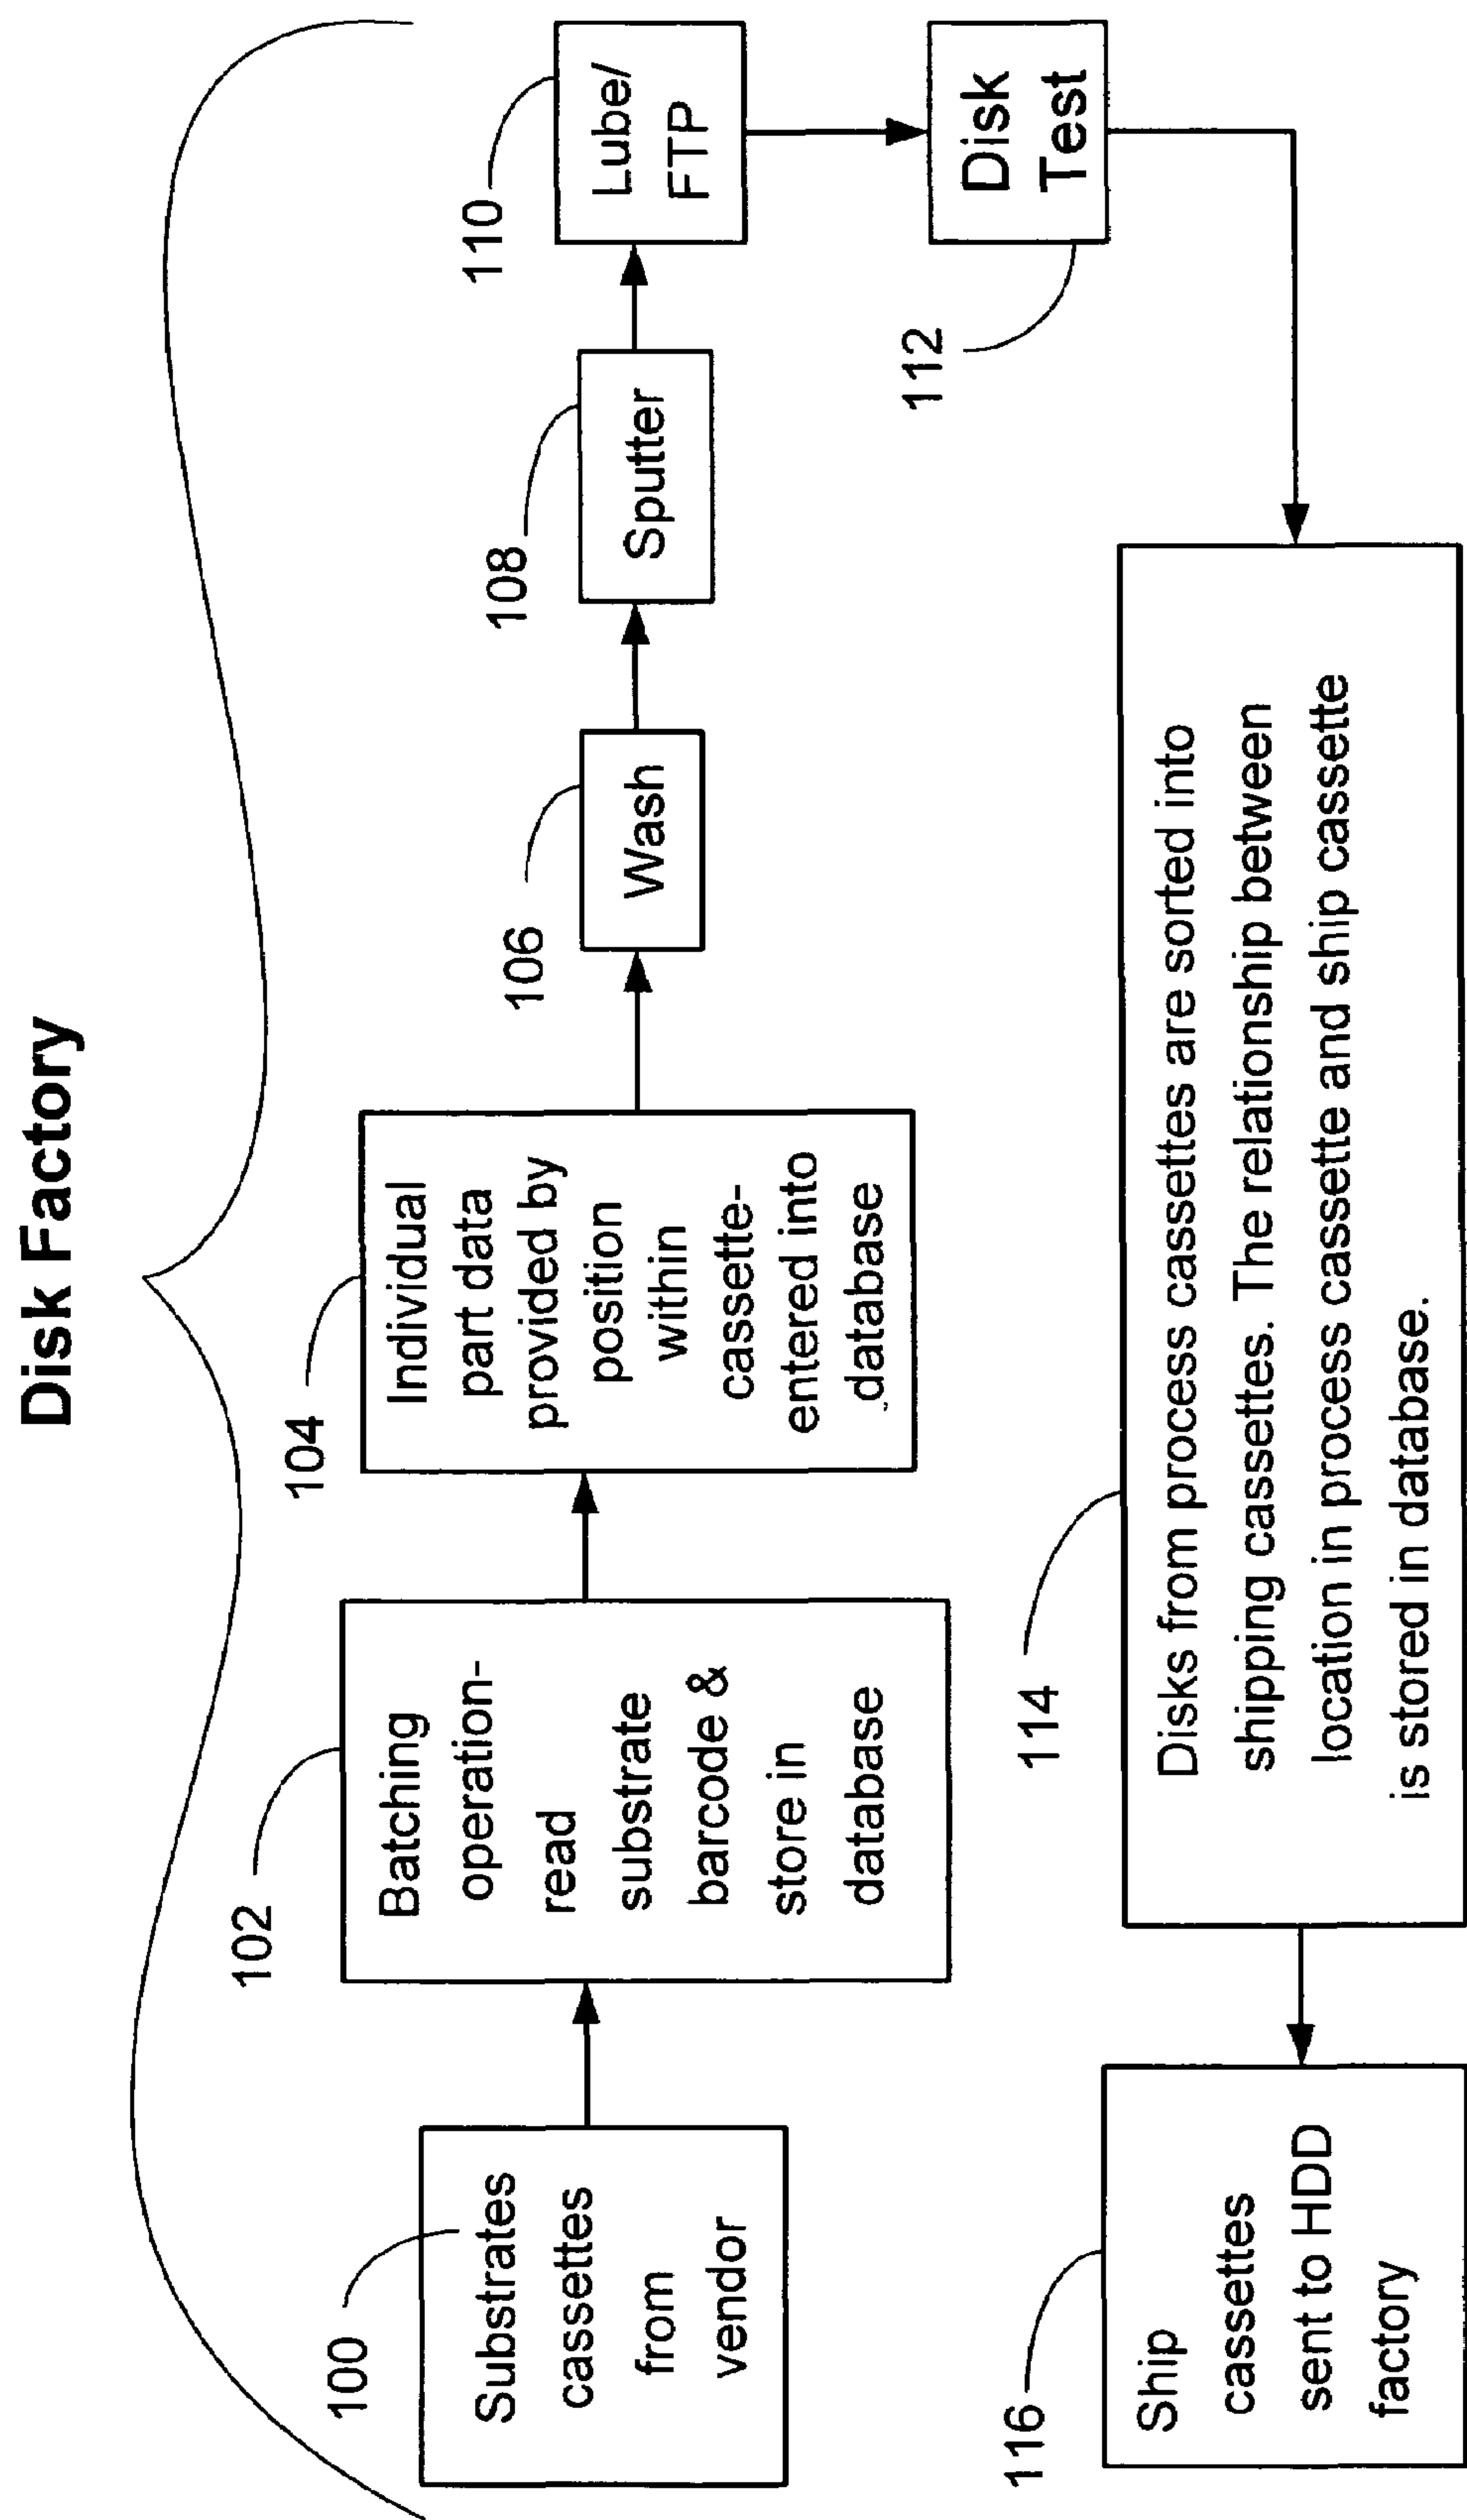 Disk Factory
100
Substrates
cassettes
from
vendor
102
Batching
operation-
read
substrate
barcode &
store in
database
104
Individual
part data
provided by
position
within
cassette-
entered into
database
106
Wash
108
Sputter
110
Lube/
FTP
112
Disk
Test
114
Disks from process cassettes are sorted into
shipping cassettes. The relationship between
location in process cassette and ship cassette
is stored in database.
116
Ship
cassettes
sent to HDD
factory